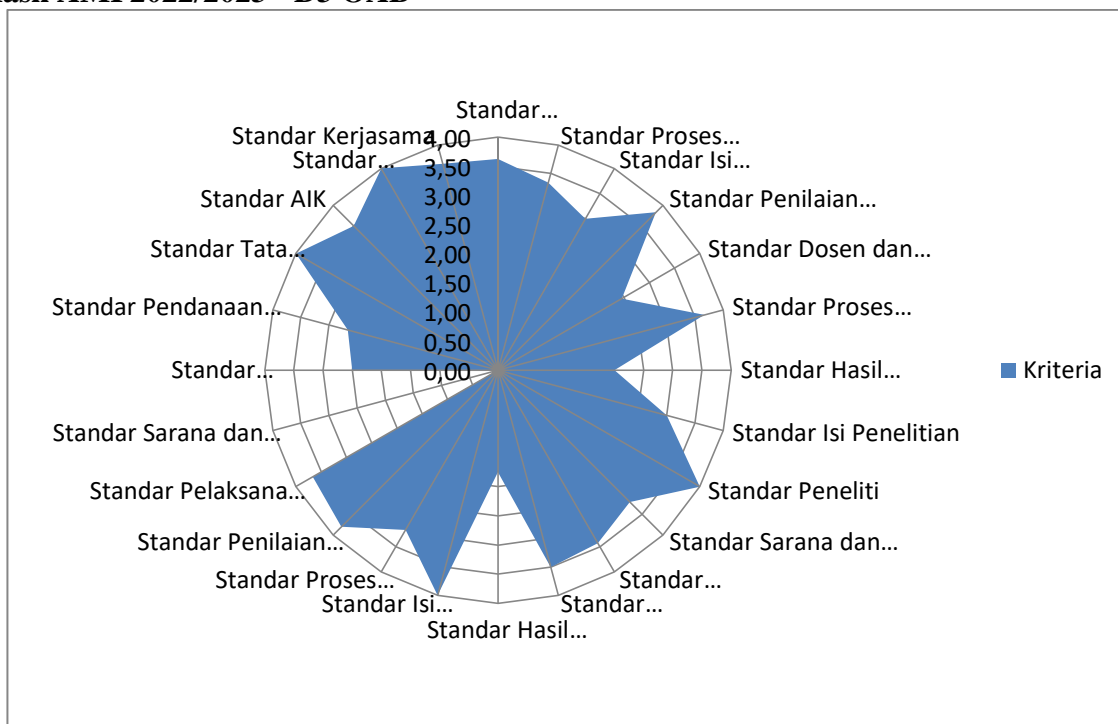 Standar...
Standar Proses...
Standar Isi...
Standar Penilaian...
Standar Dosen dan...
Standar Proses...
Standar Hasil...
Standar Isi Penelitian
Standar Peneliti
Standar Sarana dan...
Standar...
Standar...
Standar Hasil...
Standar Isi...
Standar Proses...
Standar Penilaian...
Standar Pelaksana...
Standar Sarana dan...
Standar...
Standar Pendanaan...
Standar Tata...
Standar AIK
Standar...
Standar Kerjasama
4,00
3,50
3,00
2,50
2,00
1,50
1,00
0,50
0,00
Kriteria